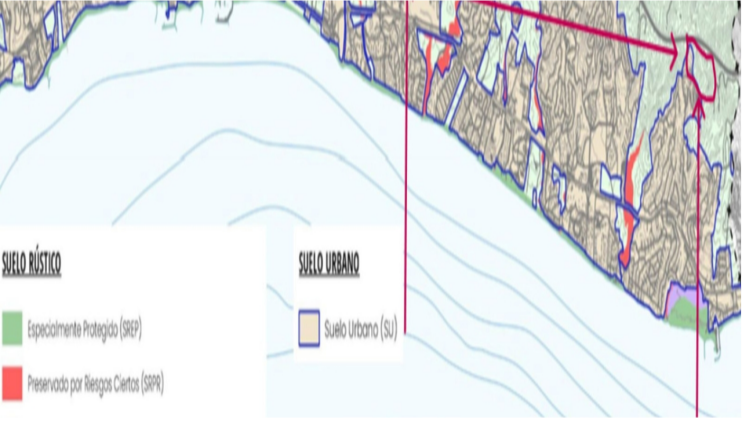 SUELO RÚSTICO
Especialmente Protegido (SREP)
Preservado por Riesgos Ciertos (SRPR)
SUELO URBANO
Suelo Urbano (SU)